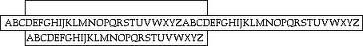 ABCDEFGHIJKLMNOPQRSTUVWXYZABCDEFGHIJKLMNOPQRSTUVWXYZ
ABCDEFGHIJKLMNOPQRSTUVWXYZ